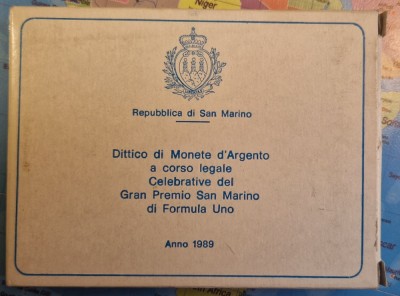 Niger
Repubblica di San Marino
Dittico di Monete d'Argento
a corso legale
Celebrative del
Gran Premio San Marino
di Formula Uno
Anno 1989